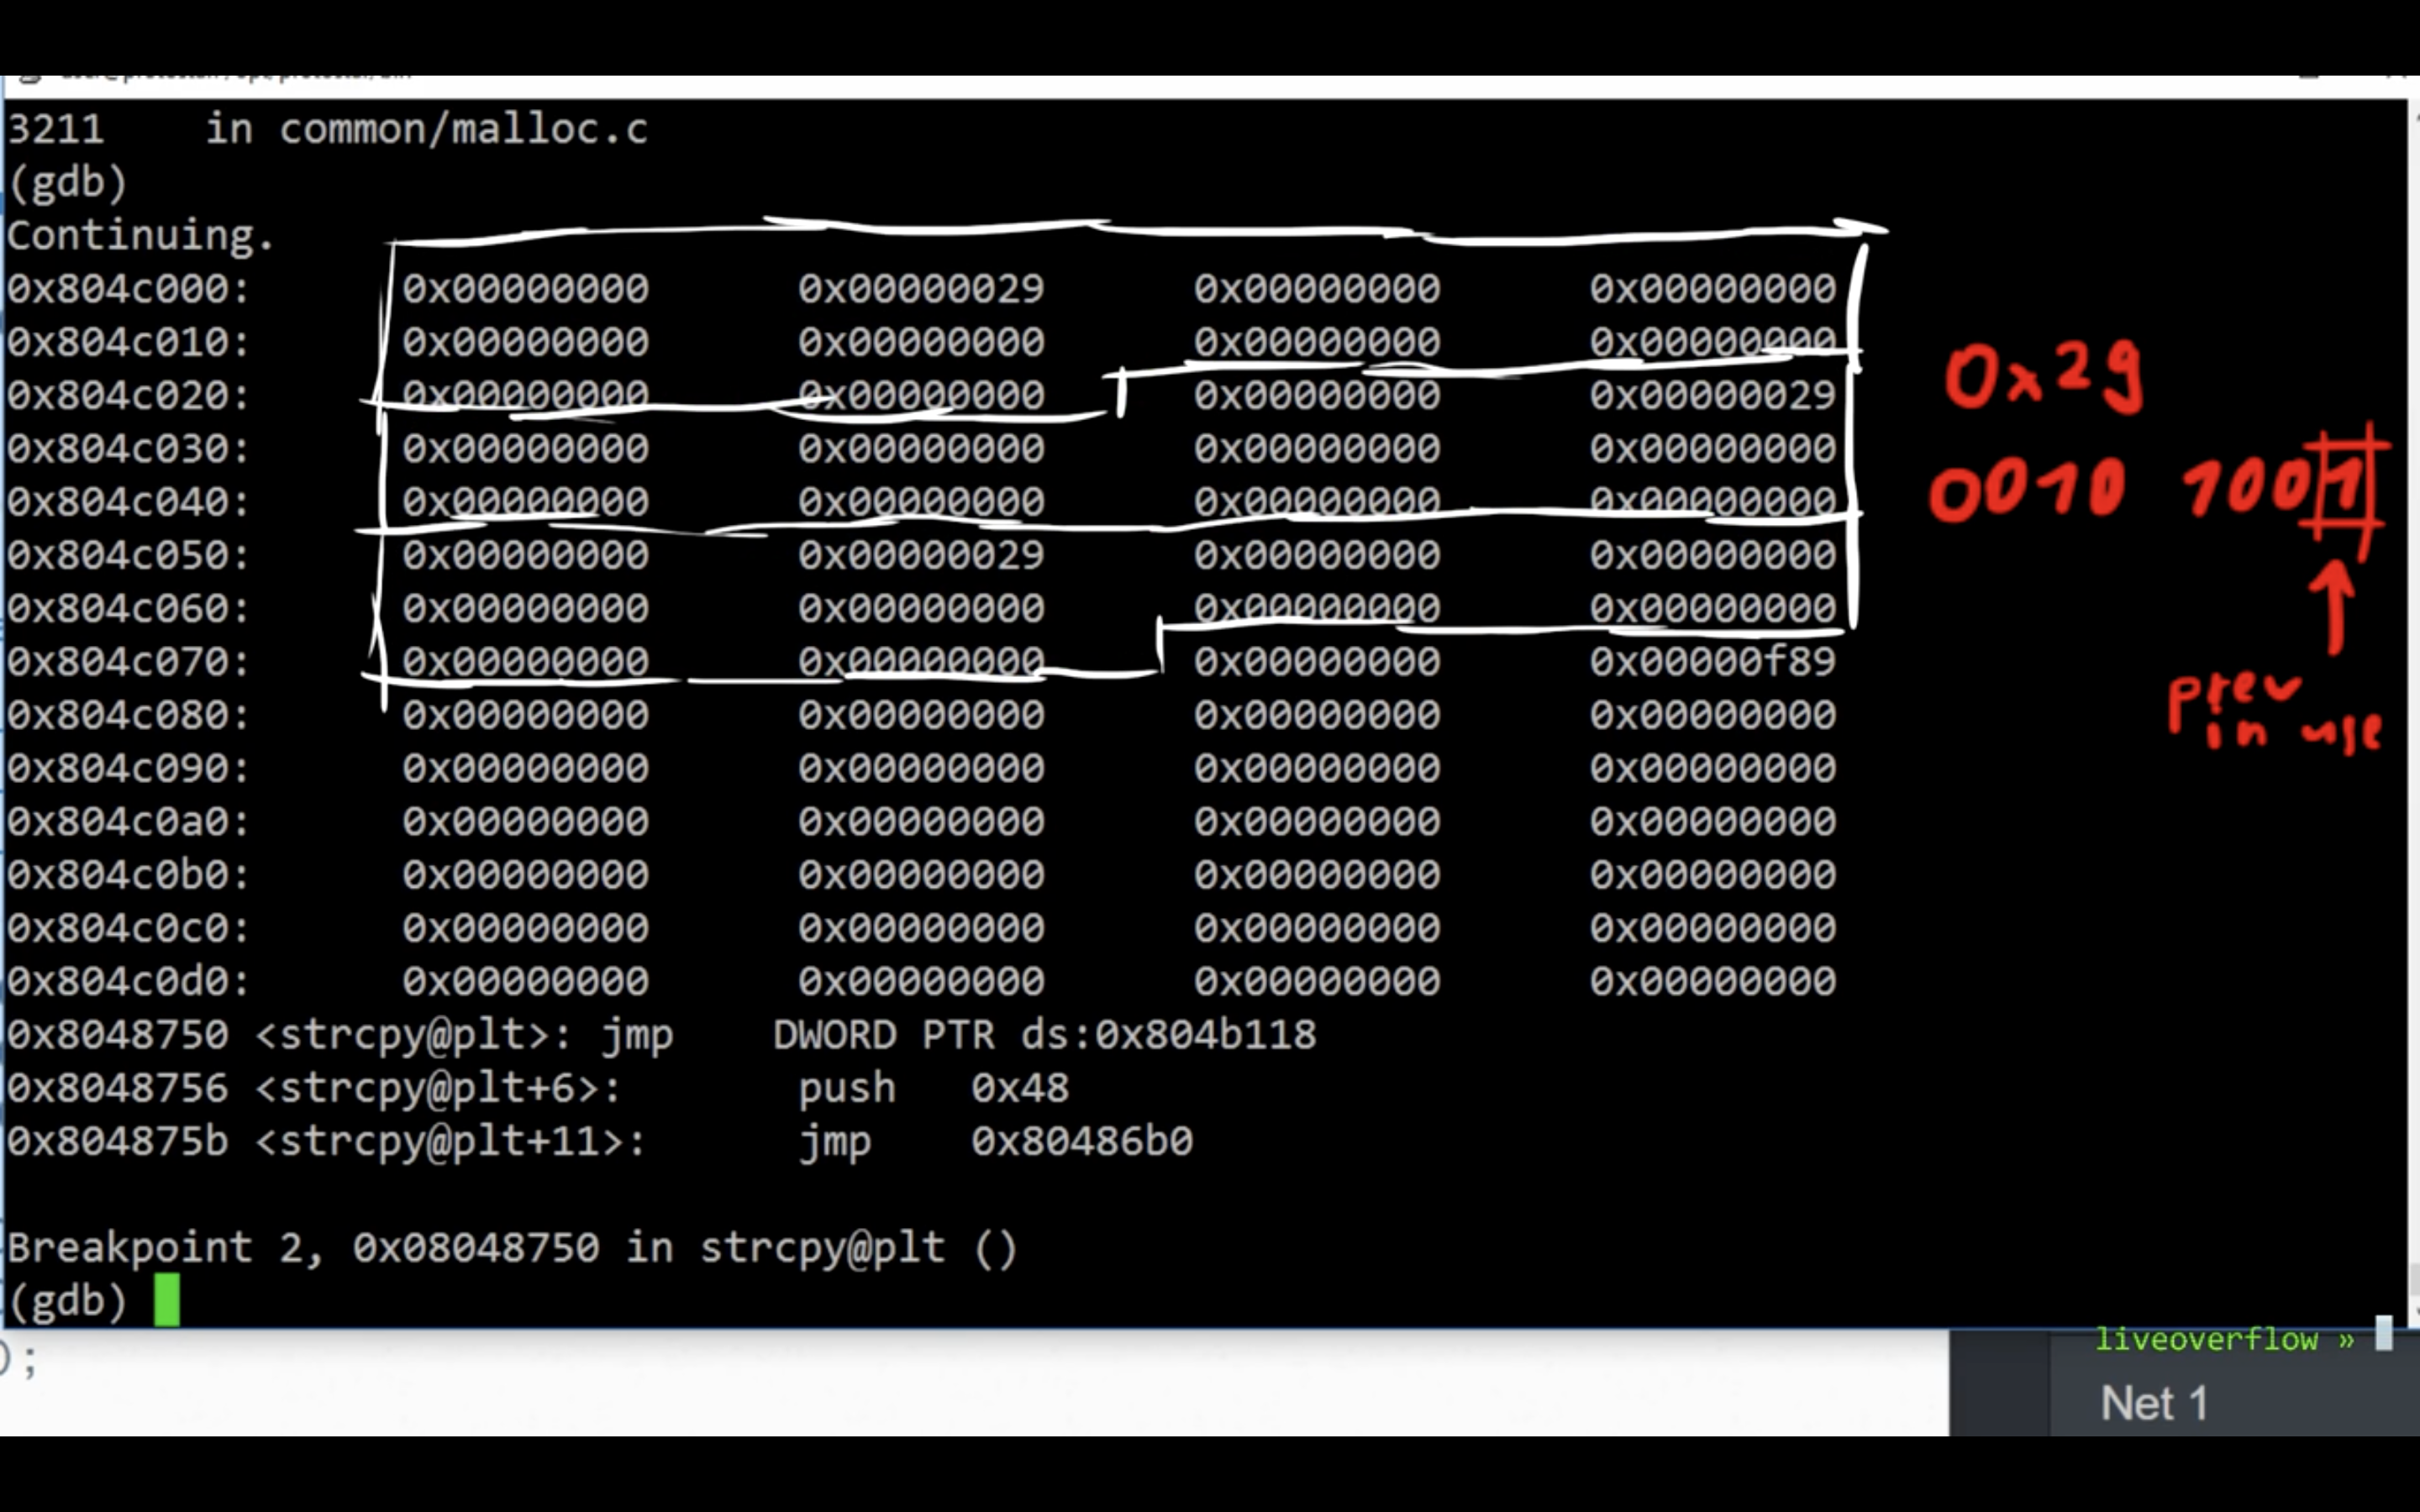 3211    in common/malloc.c
(gdb)
Continuing.
0x804c000:      0x00000000      0x00000029      0x00000000      0x00000000
0x804c010:      0x00000000      0x00000000      0x00000000      0x00000000
0x804c020:      0x00000000      0x00000000      0x00000000      0x00000029
0x804c030:      0x00000000      0x00000000      0x00000000      0x00000000
0x804c040:      0x00000000      0x00000000      0x00000000      0x00000000
0x804c050:      0x00000000      0x00000029      0x00000000      0x00000000
0x804c060:      0x00000000      0x00000000      0x00000000      0x00000000
0x804c070:      0x00000000      0x00000000      0x00000000      0x00000f89
0x804c080:      0x00000000      0x00000000      0x00000000      0x00000000
0x804c090:      0x00000000      0x00000000      0x00000000      0x00000000
0x804c0a0:      0x00000000      0x00000000      0x00000000      0x00000000
0x804c0b0:      0x00000000      0x00000000      0x00000000      0x00000000
0x804c0c0:      0x00000000      0x00000000      0x00000000      0x00000000
0x804c0d0:      0x00000000      0x00000000      0x00000000      0x00000000
0x8048750 <strcpy@plt>: jmp    DWORD PTR ds:0x804b118
0x8048756 <strcpy@plt+6>:      push   0x48
0x804875b <strcpy@plt+11>:     jmp    0x80486b0
Breakpoint 2, 0x08048750 in strcpy@plt ()
(gdb)
0x29
0010 1001
prev
in use
);
liveoverflow »
Net 1